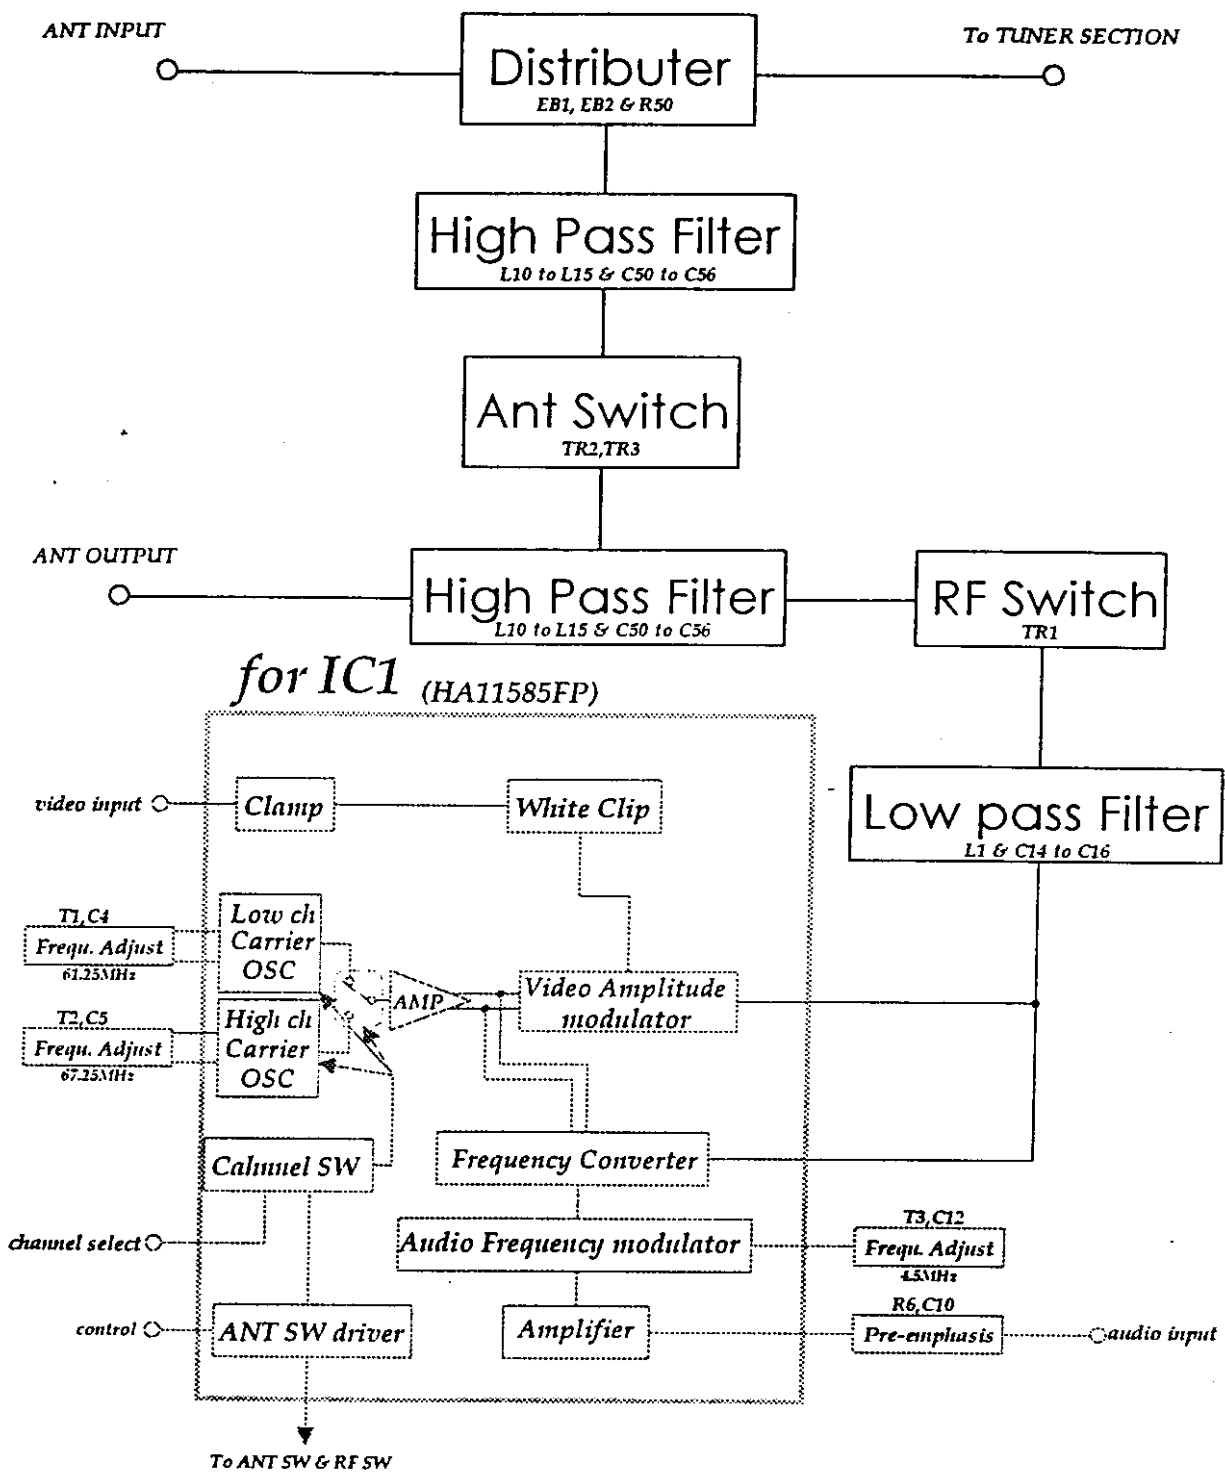 ANT INPUT
To TUNER SECTION
Distributer
EB1, EB2 & R50
High Pass Filter
L10 to L15 & C50 to C56
Ant Switch
TR2,TR3
ANT OUTPUT
High Pass Filter
L10 to L15 & C50 to C56
RF Switch
TR1
for IC1 (HA11585FP)
video input
Clamp
White Clip
Low pass Filter
L1 & C14 to C16
T1,C4
Frequ. Adjust
61.25MHz
Low ch
Carrier
OSC
AMP
Video Amplitude
modulator
T2,C5
Frequ. Adjust
67.25MHz
High ch
Carrier
OSC
Cahnnel SW
Frequency Converter
channel select
Audio Frequency modulator
T3,C12
Frequ. Adjust
4.5MHz
control
ANT SW driver
Amplifier
R6,C10
Pre-emphasis
audio input
To ANT SW & RF SW